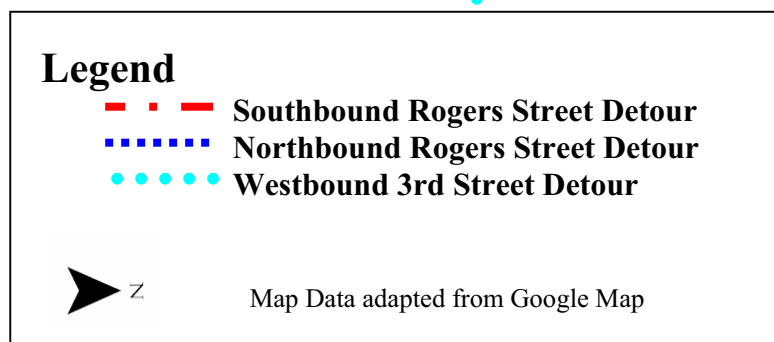 Legend
Southbound Rogers Street Detour
Northbound Rogers Street Detour
Westbound 3rd Street Detour
N
Map Data adapted from Google Map